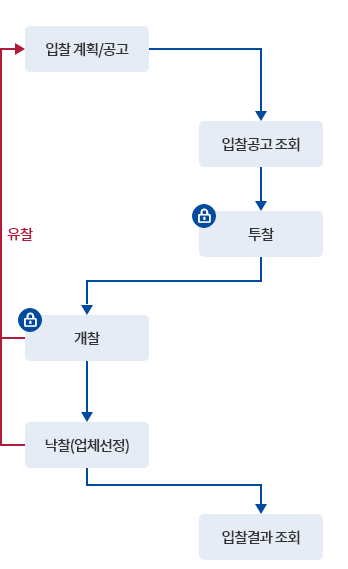 입찰 계획/공고
입찰공고 조회
투찰
유찰
개찰
낙찰(업체선정)
입찰결과 조회